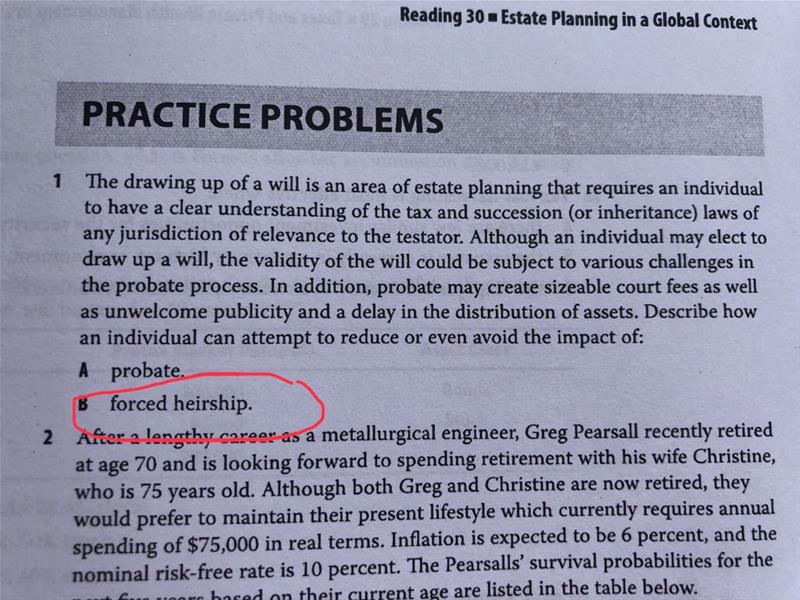 Reading 30 ■ Estate Planning in a Global Context
PRACTICE PROBLEMS
1 The drawing up of a will is an area of estate planning that requires an individual
to have a clear understanding of the tax and succession (or inheritance) laws of
any jurisdiction of relevance to the testator. Although an individual may elect to
draw up a will, the validity of the will could be subject to various challenges in
the probate process. In addition, probate may create sizeable court fees as well
as unwelcome publicity and a delay in the distribution of assets. Describe how
an individual can attempt to reduce or even avoid the impact of:
A probate.
B forced heirship.
2 After a lengthy career as a metallurgical engineer, Greg Pearsall recently retired
at age 70 and is looking forward to spending retirement with his wife Christine,
who is 75 years old. Although both Greg and Christine are now retired, they
would prefer to maintain their present lifestyle which currently requires annual
spending of $75,000 in real terms. Inflation is expected to be 6 percent, and the
nominal risk-free rate is 10 percent. The Pearsalls' survival probabilities for the
next five years based on their current age are listed in the table below.